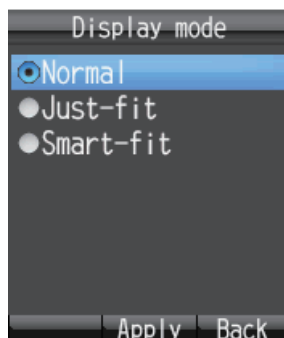 Display mode
Normal
Just-fit
Smart-fit
Apply Back